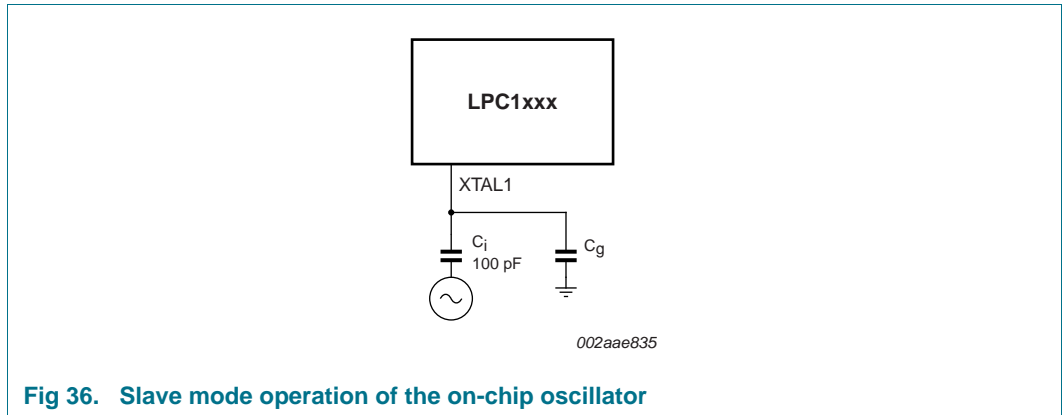 LPC1xxx
XTAL1
Ci
100 pF
Cg
002aae835
Fig 36. Slave mode operation of the on-chip oscillator